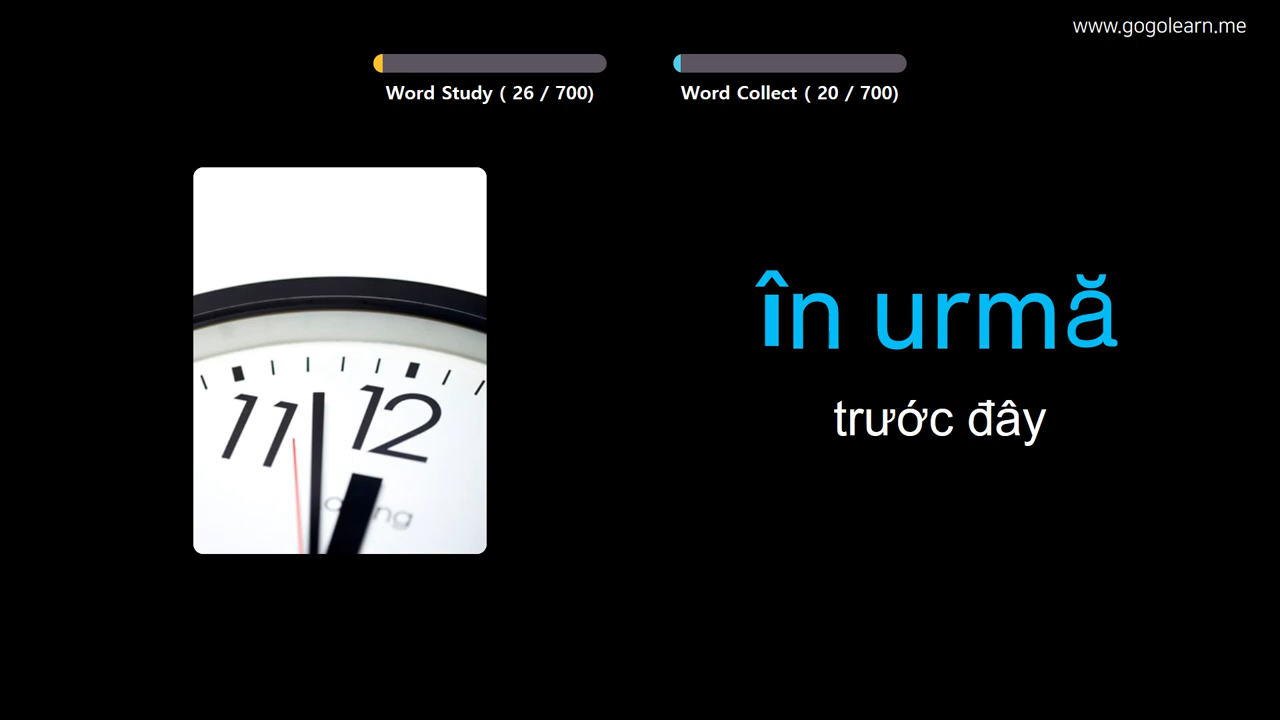 www.gogolearn.me
Word Study ( 26 / 700)
Word Collect ( 20 / 700)
11 12
în urmă
trước đây